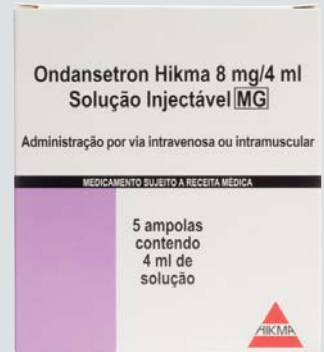 Ondansetron Hikma 8 mg/4 ml
Solução Injectável MG
Administração por via intravenosa ou intramuscular
MEDICAMENTO SUJEITO A RECEITA MÉDICA
5 ampolas
contendo
4 ml de
solução
HIKMA